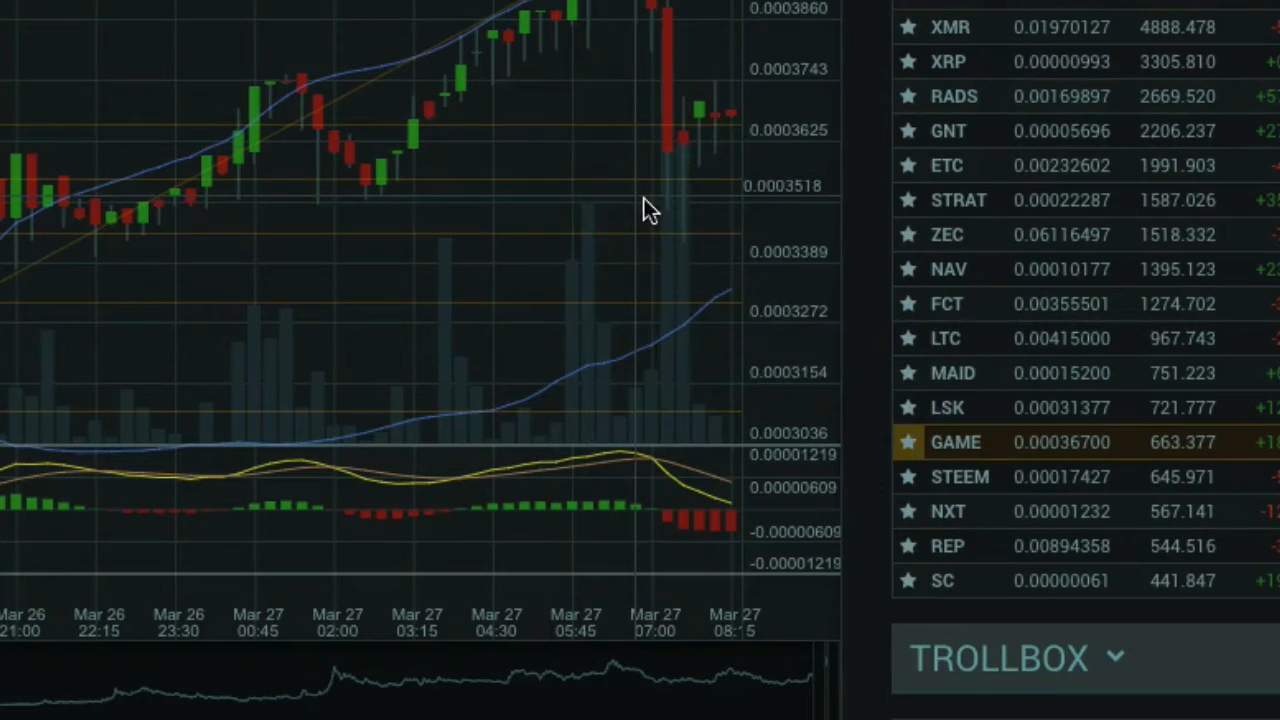 0.0003860
0.0003743
0.0003625
0.0003518
0.0003389
0.0003272
0.0003154
0.0003036
0.00001219
0.00000609
-0.00000609
-0.00001219
Mar 26 Mar 26 Mar 26 Mar 27 Mar 27 Mar 27 Mar 27 Mar 27 Mar 27 Mar 27
21:00 22:15 23:30 00:45 02:00 03:15 04:30 05:45 07:00 08:15
XMR 0.01970127 4888.478
XRP 0.00000993 3305.810
RADS 0.00169897 2669.520
GNT 0.00005696 2206.237
ETC 0.00232602 1991.903
STRAT 0.00022287 1587.026
ZEC 0.06116497 1518.332
NAV 0.00010177 1395.123
FCT 0.00355501 1274.702
LTC 0.00415000 967.743
MAID 0.00015200 751.223
LSK 0.00031377 721.777
GAME 0.00036700 663.377
STEEM 0.00017427 645.971
NXT 0.00001232 567.141
REP 0.00894358 544.516
SC 0.00000061 441.847
TROLLBOX